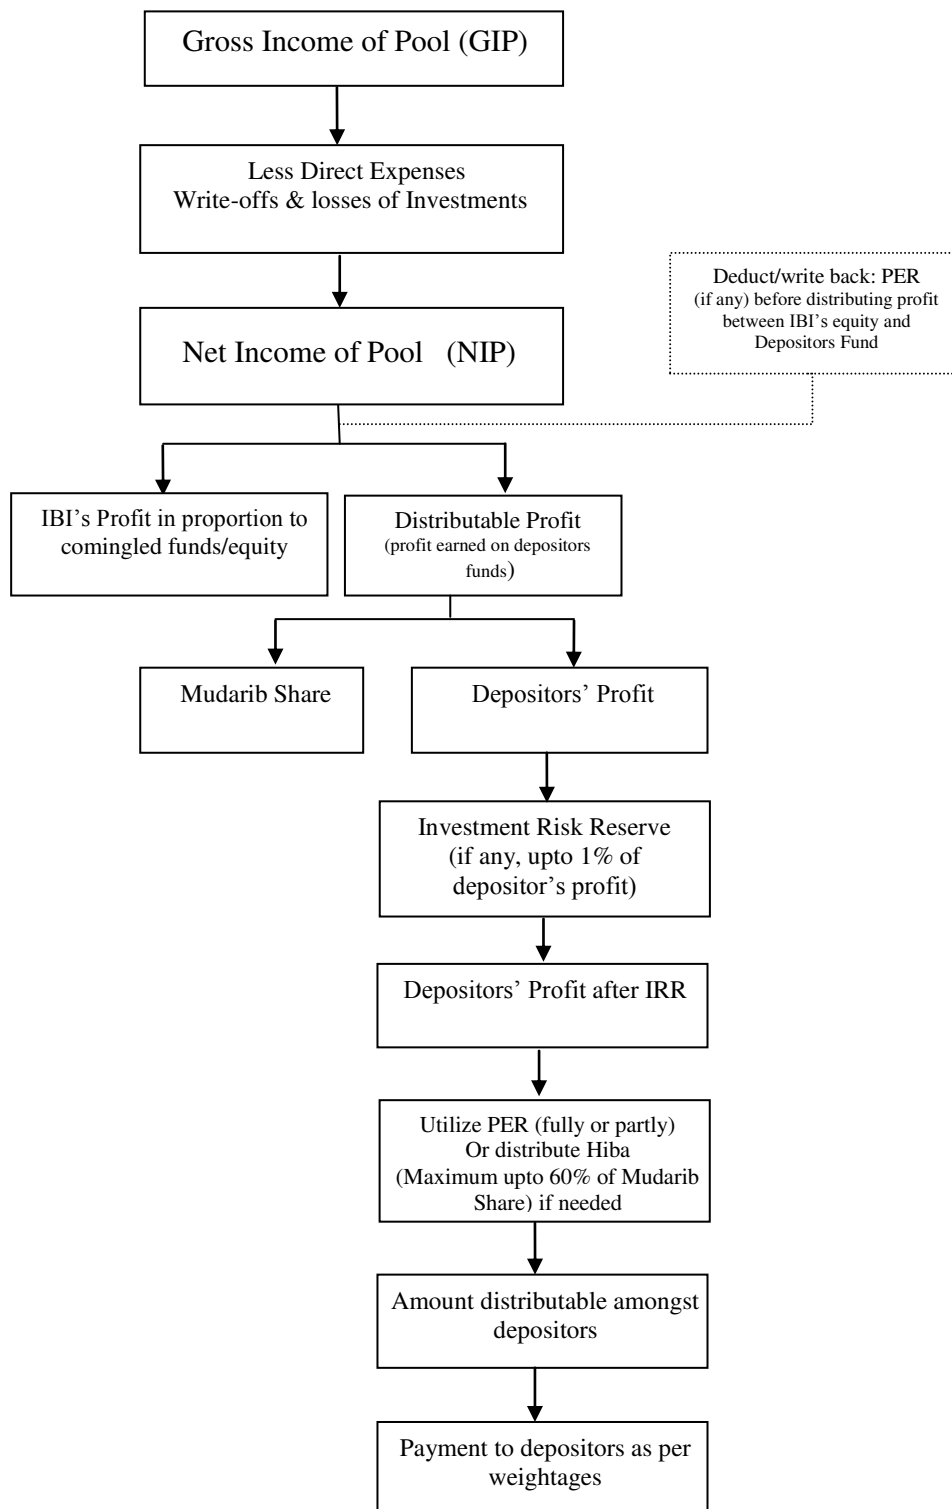 Gross Income of Pool (GIP)
Less Direct Expenses
Write-offs & losses of Investments
Deduct/write back: PER
(if any) before distributing profit
between IBI's equity and
Depositors Fund
Net Income of Pool (NIP)
IBI's Profit in proportion to
comingled funds/equity
Distributable Profit
(profit earned on depositors
funds)
Mudarib Share
Depositors' Profit
Investment Risk Reserve
(if any, upto 1% of
depositor's profit)
Depositors' Profit after IRR
Utilize PER (fully or partly)
Or distribute Hiba
(Maximum upto 60% of Mudarib
Share) if needed
Amount distributable amongst
depositors
Payment to depositors as per
weightages